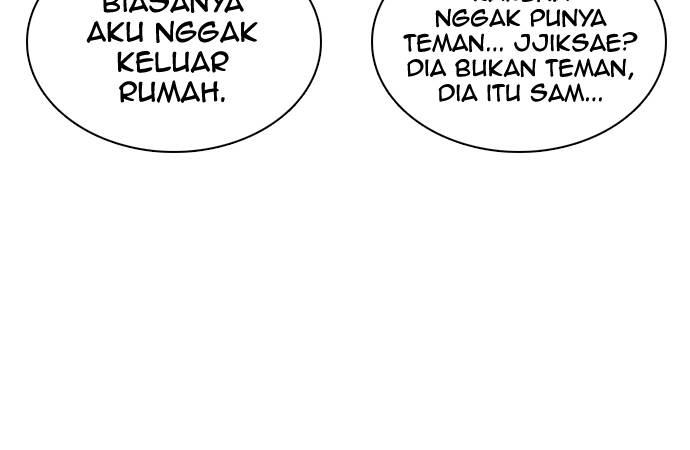 BIASANYA
AKU NGGAK
KELUAR
RUMAH.
NGGAK PUNYA
TEMAN... JJIKSAE?
DIA BUKAN TEMAN,
DIA ITU SAM...